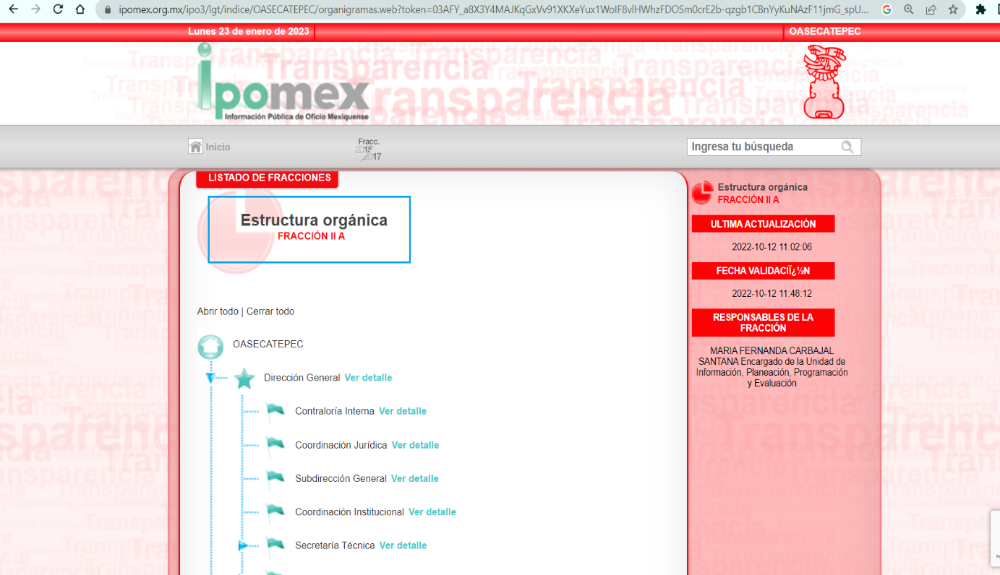 ipomex.org.mx/ipo3/lgt/indice/OASECATEPEC/organigramas.web?token=03AFY_a8X3Y4MAJKqGxVv91XKXeYux1WoIF8vlHWhzFDOSm0crE2b-qzgb1CBnYyKuNAzF11jmG_spU...
Lunes 23 de enero de 2023
OASECATEPEC
Transparencia
ipomex
Información Pública de Oficio Mexiquense
Inicio
Fracc.
2015
2017
Ingresa tu búsqueda
LISTADO DE FRACCIONES
Estructura orgánica
FRACCIÓN II A
Abrir todo | Cerrar todo
OASECATEPEC
Dirección General Ver detalle
Contraloría Interna Ver detalle
Coordinación Jurídica Ver detalle
Subdirección General Ver detalle
Coordinación Institucional Ver detalle
Secretaría Técnica Ver detalle
Estructura orgánica
FRACCIÓN II A
ULTIMA ACTUALIZACIÓN
2022-10-12 11:02:06
FECHA VALIDACIÏ¿½N
2022-10-12 11:48:12
RESPONSABLES DE LA
FRACCIÓN
MARIA FERNANDA CARBAJAL
SANTANA Encargado de la Unidad de
Información, Planeación, Programación
y Evaluación